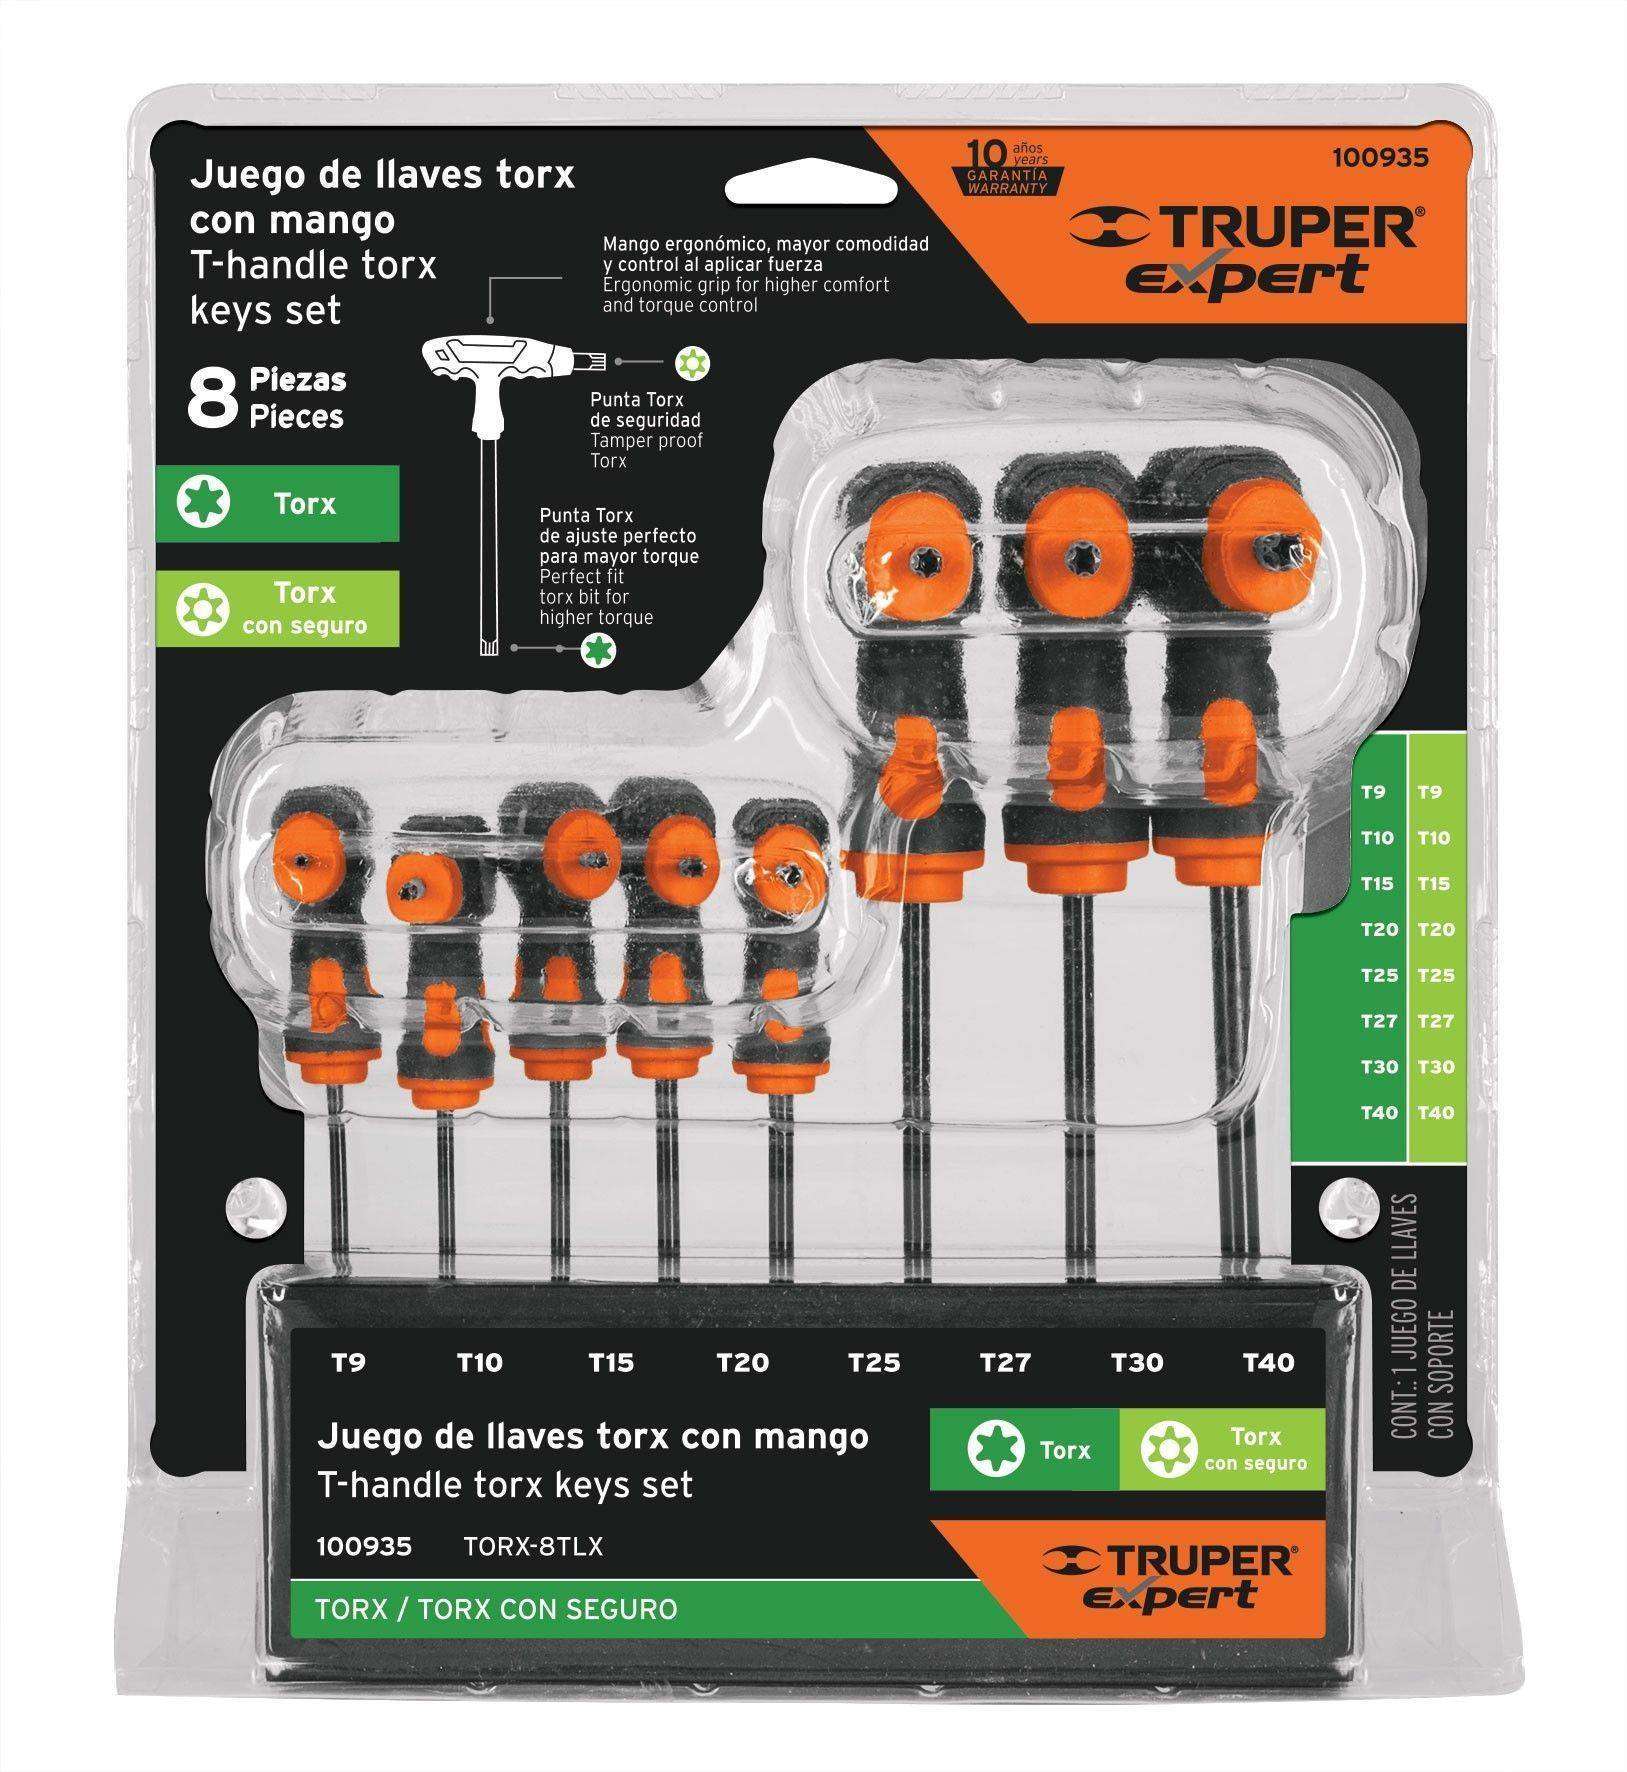 Juego de llaves torx
con mango
T-handle torx
keys set
8 Piezas
Pieces
Torx
Torx
con seguro
Mango ergonómico, mayor comodidad
y control al aplicar fuerza
Ergonomic grip for higher comfort
and torque control
Punta Torx
de seguridad
Tamper proof
Torx
Punta Torx
de ajuste perfecto
para mayor torque
Perfect fit
torx bit for
higher torque
10 años
years
GARANTÍA
WARRANTY
100935
TRUPER®
expert
T9 T9
T10 T10
T15 T15
T20 T20
T25 T25
T27 T27
T30 T30
T40 T40
CONT.: 1 JUEGO DE LLAVES
CON SOPORTE
T9 T10 T15 T20 T25 T27 T30 T40
Juego de llaves torx con mango
T-handle torx keys set
100935 TORX-8TLX
TORX / TORX CON SEGURO
Torx
Torx
con seguro
TRUPER®
expert